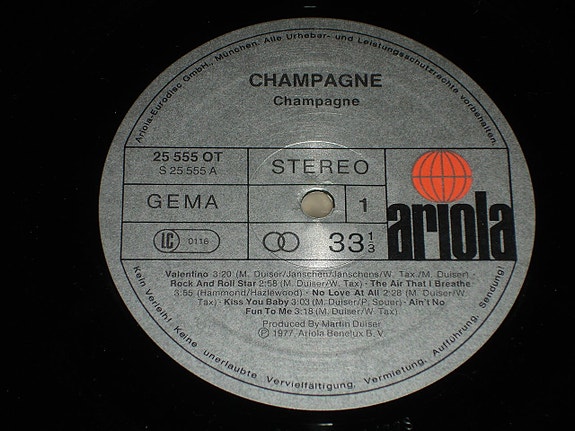 Ariola-Eurodisc GmbH., München. Alle Urheber- und Leistungsschutzrechte vorbehalten.
CHAMPAGNE
Champagne
25 555 OT
S 25 555 A
STEREO
GEMA
1
ariola
LC 0116
33 1/3
Valentino 3:20 (M. Duiser/Janschen/Janschens/W. Tax./M. Duiser) -
Rock And Roll Star 2:58 (M. Duiser/W. Tax) - The Air That I Breathe
3:55 (Hammond/Hazlewood) - No Love At All 2:28 (M. Duiser/W.
Tax) - Kiss You Baby 3:03 (M. Duiser/P. Souer) - Ain't No
Fun To Me 3:18 (M. Duiser/W. Tax)
Produced By Martin Duiser
℗ 1977, Ariola Benelux B. V.
Kein Verleih! Keine unerlaubte Vervielfältigung, Vermietung, Aufführung, Sendung!